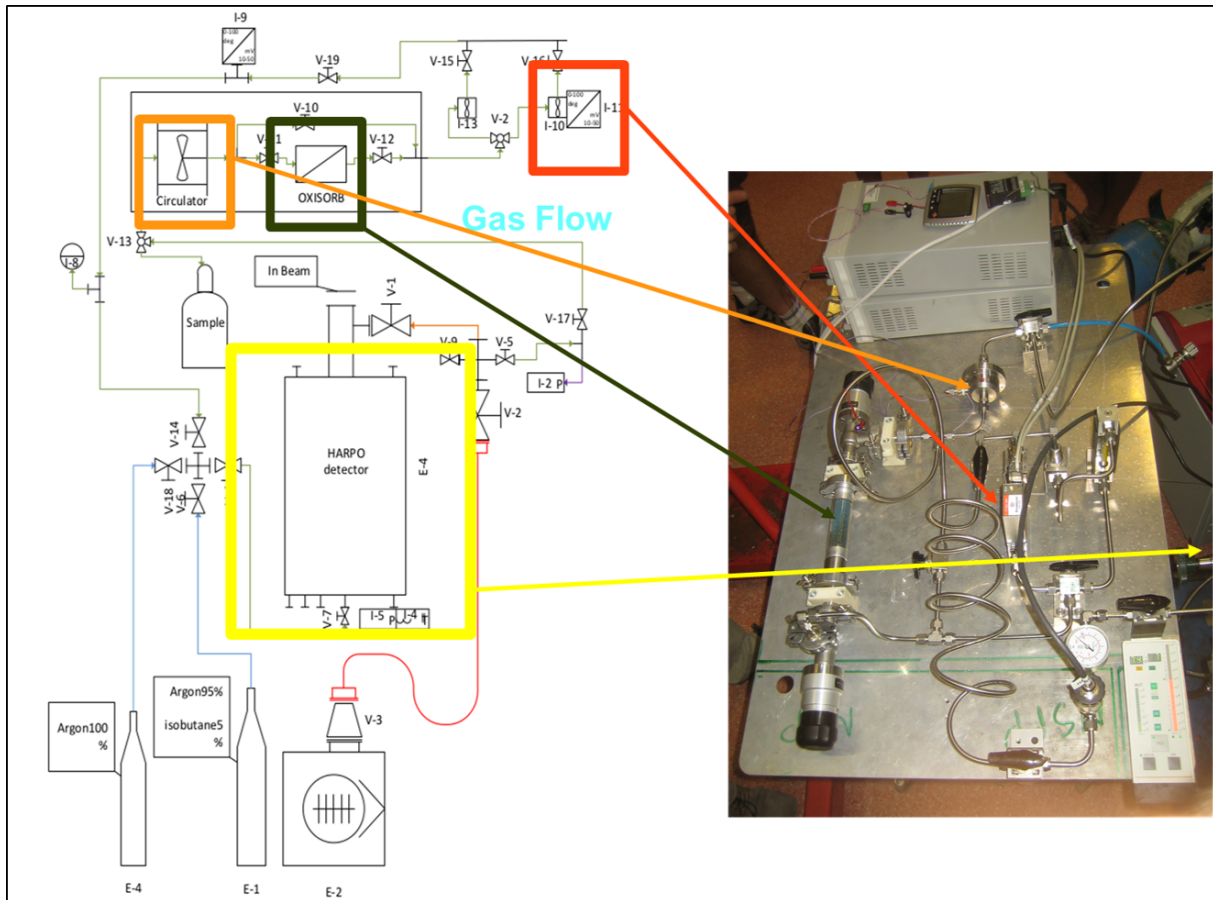 I-9
0-100
deg
mV
10-50
V-19
V-15
V-16
V-10
I-13
V-2
I-10
0-100
deg
mV
10-50
I-11
V-11
V-12
Circulator
OXISORB
Gas Flow
V-13
I-8
In Beam
V-1
Sample
V-17
V-9
V-5
I-2 P
V-2
V-14
HARPO
detector
E-4
V-18
V-6
V-7
I-5
P
I-4
T
Argon100
%
Argon95%
isobutane5
%
V-3
E-4
E-1
E-2